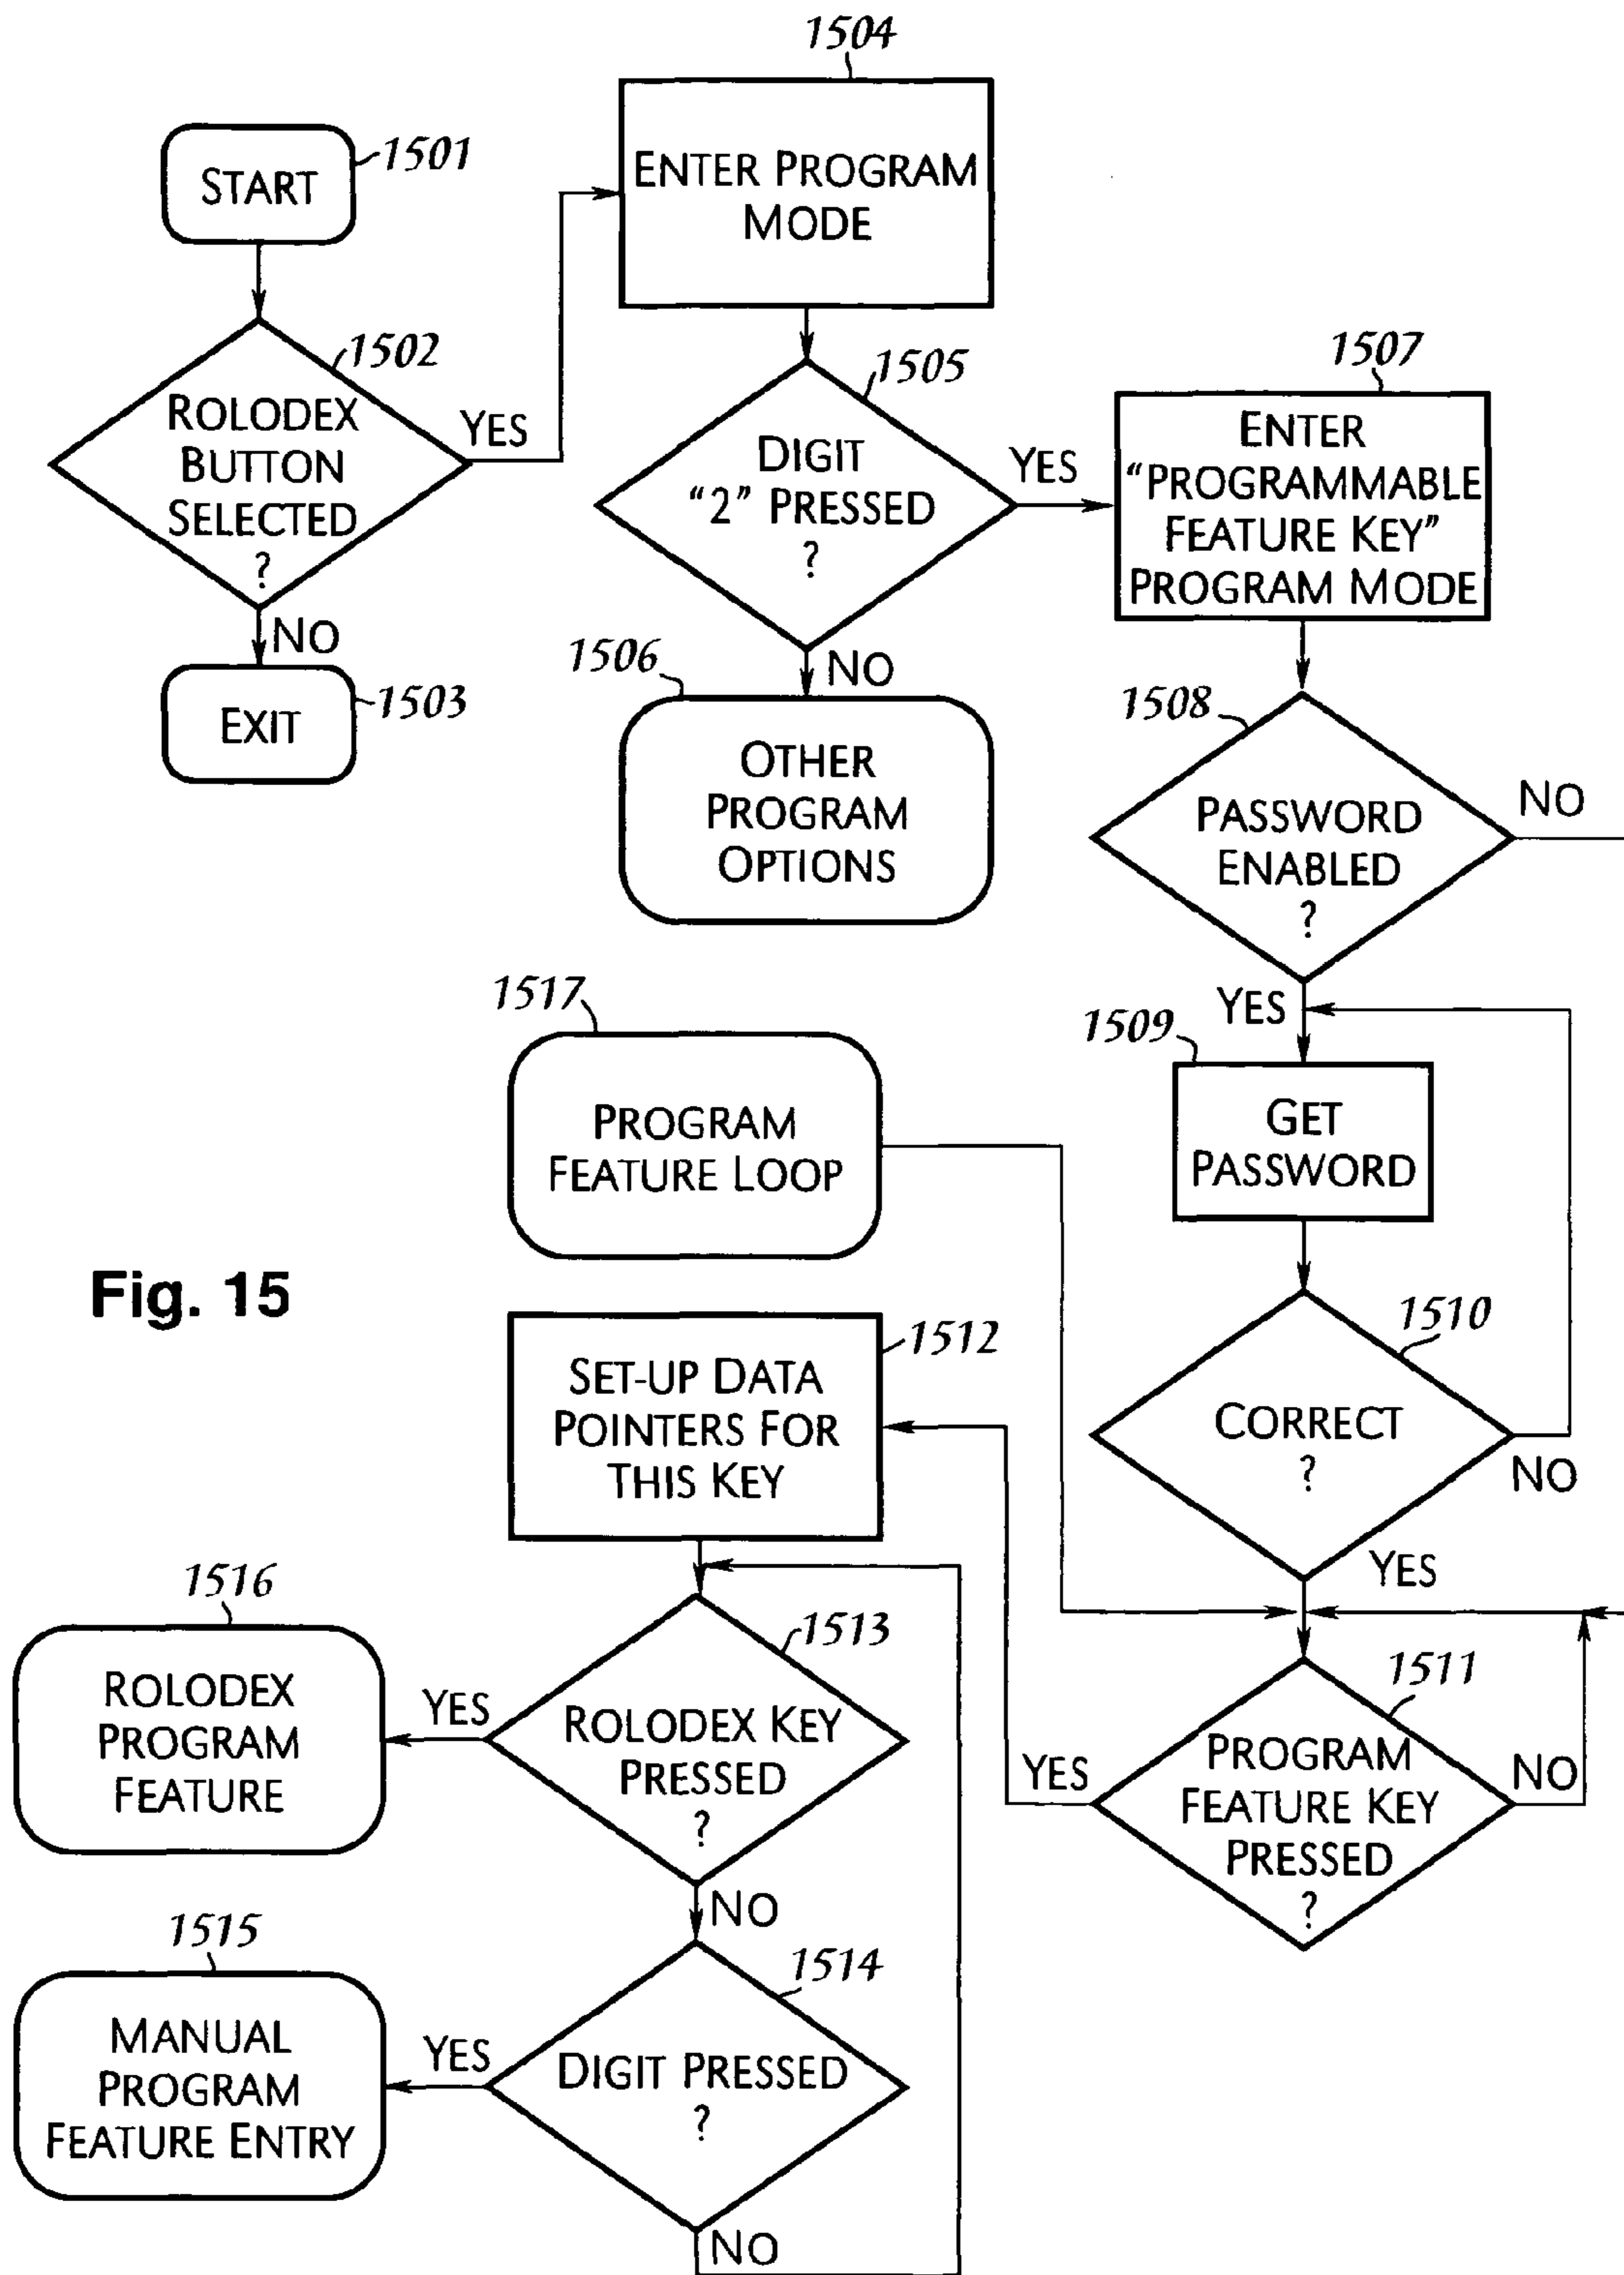 1504
1501
START
ENTER PROGRAM
MODE
1502
ROLODEX
BUTTON
SELECTED
?
YES
NO
EXIT
1503
1505
DIGIT
"2" PRESSED
?
YES
NO
1506
OTHER
PROGRAM
OPTIONS
1507
ENTER
"PROGRAMMABLE
FEATURE KEY"
PROGRAM MODE
1508
PASSWORD
ENABLED
?
NO
YES
1509
GET
PASSWORD
1517
PROGRAM
FEATURE LOOP
Fig. 15
1510
CORRECT
?
NO
YES
1512
SET-UP DATA
POINTERS FOR
THIS KEY
1511
PROGRAM
FEATURE KEY
PRESSED
?
YES
NO
1513
ROLODEX KEY
PRESSED
?
YES
NO
1516
ROLODEX
PROGRAM
FEATURE
1514
DIGIT PRESSED
?
YES
NO
1515
MANUAL
PROGRAM
FEATURE ENTRY